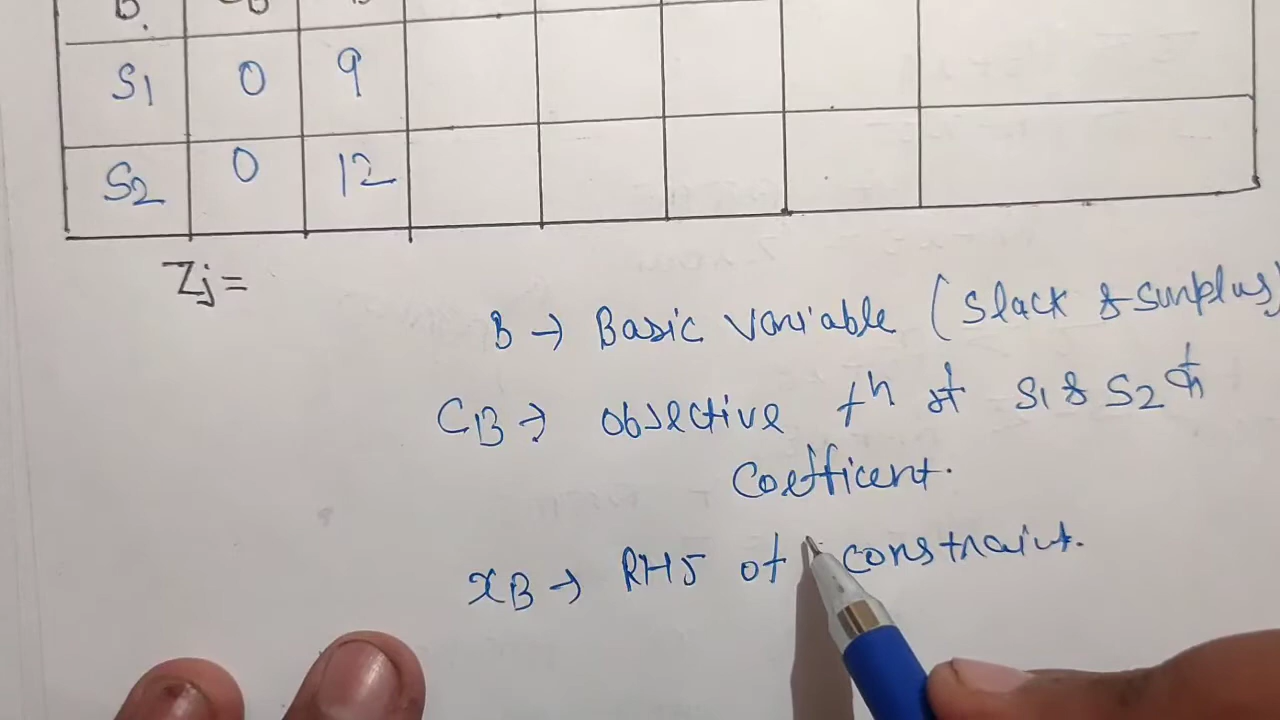 B. CB
S1 0 9
S2 0 12
Zj =
B → Basic Variable (Slack & Surplus)
CB → Objective fn of S1 & S2 की
Coefficent.
xB → RHS of constraint.